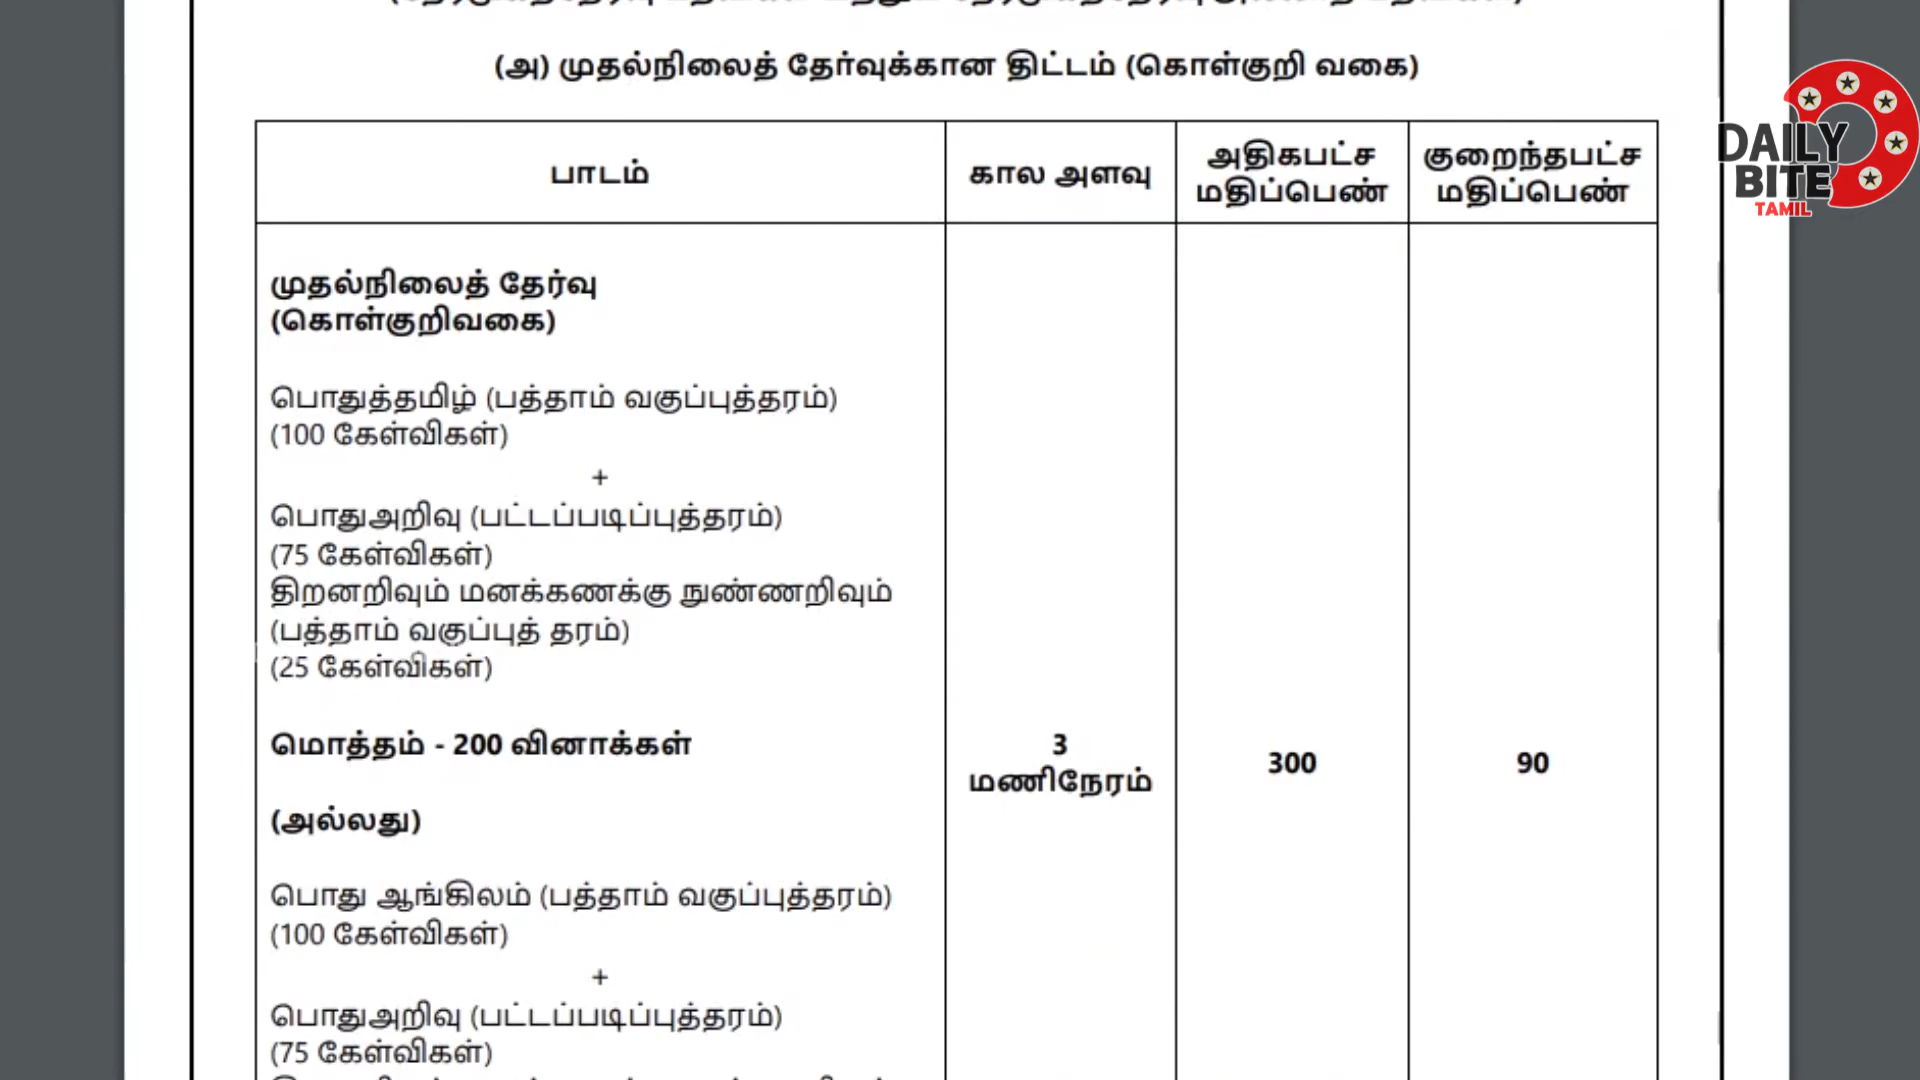 (அ) முதல்நிலைத் தேர்வுக்கான திட்டம் (கொள்குறி வகை)
பாடம்
கால அளவு
அதிகபட்ச
மதிப்பெண்
குறைந்தபட்ச
மதிப்பெண்
DAILY
BITE
TAMIL
முதல்நிலைத் தேர்வு
(கொள்குறிவகை)
பொதுத்தமிழ் (பத்தாம் வகுப்புத்தரம்)
(100 கேள்விகள்)
+
பொதுஅறிவு (பட்டப்படிப்புத்தரம்)
(75 கேள்விகள்)
திறனறிவும் மனக்கணக்கு நுண்ணறிவும்
(பத்தாம் வகுப்புத் தரம்)
(25 கேள்விகள்)
மொத்தம் - 200 வினாக்கள்
(அல்லது)
பொது ஆங்கிலம் (பத்தாம் வகுப்புத்தரம்)
(100 கேள்விகள்)
+
பொதுஅறிவு (பட்டப்படிப்புத்தரம்)
(75 கேள்விகள்)
3
மணிநேரம்
300
90